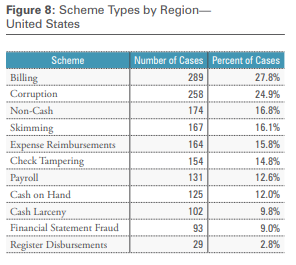 Figure 8: Scheme Types by Region—
United States
Scheme Number of Cases Percent of Cases
Billing 289 27.8%
Corruption 258 24.9%
Non-Cash 174 16.8%
Skimming 167 16.1%
Expense Reimbursements 164 15.8%
Check Tampering 154 14.8%
Payroll 131 12.6%
Cash on Hand 125 12.0%
Cash Larceny 102 9.8%
Financial Statement Fraud 93 9.0%
Register Disbursements 29 2.8%